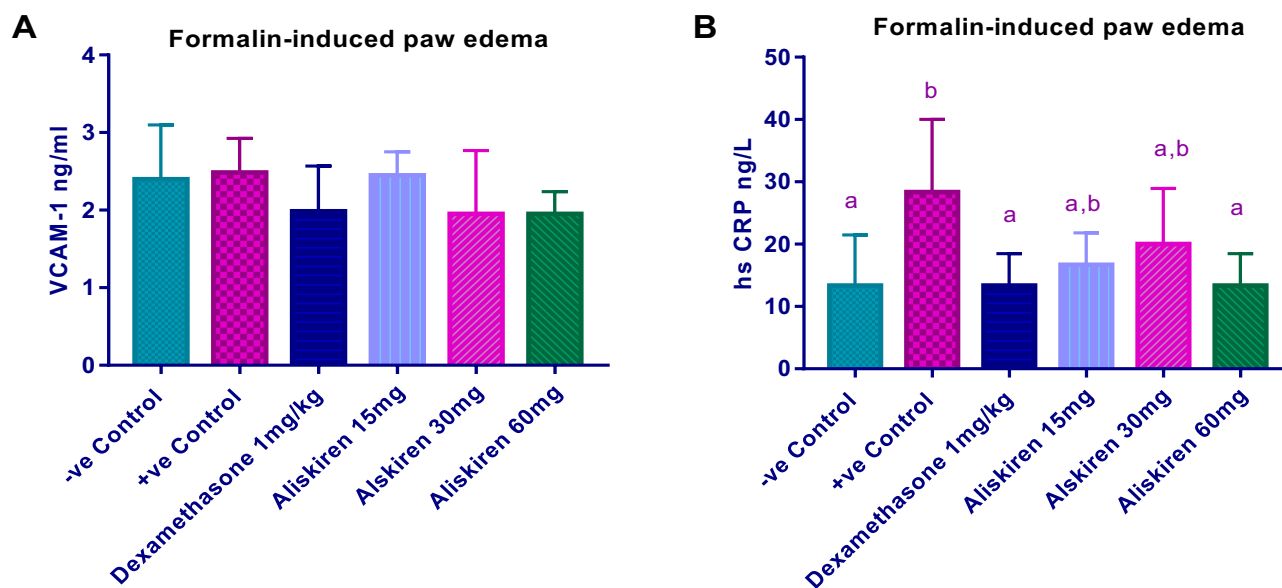 A
Formalin-induced paw edema
VCAM-1 ng/ml
4
3
2
1
0
-ve Control
+ve Control
Dexamethasone 1mg/kg
Aliskiren 15mg
Alskiren 30mg
Aliskiren 60mg
B
Formalin-induced paw edema
hs CRP ng/L
50
40
30
20
10
0
a
b
a
a,b
a,b
a
-ve Control
+ve Control
Dexamethasone 1mg/kg
Aliskiren 15mg
Alskiren 30mg
Aliskiren 60mg